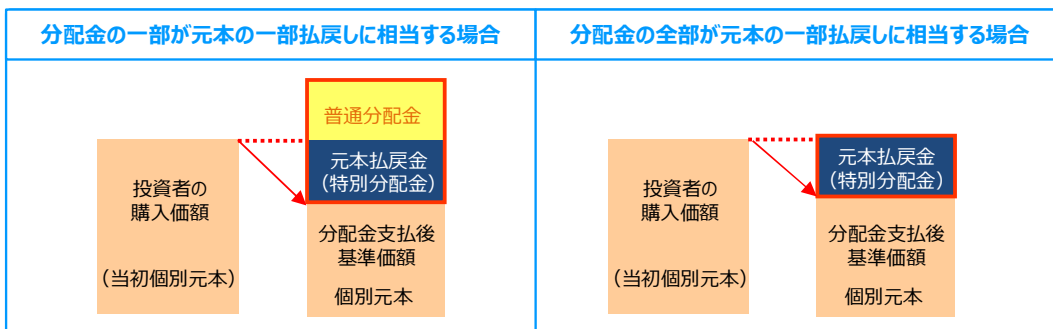 分配金の一部が元本の一部払戻しに相当する場合
普通分配金
元本払戻金
（特別分配金）
投資者の
購入価額
（当初個別元本）
分配金支払後
基準価額
個別元本
分配金の全部が元本の一部払戻しに相当する場合
元本払戻金
（特別分配金）
投資者の
購入価額
（当初個別元本）
分配金支払後
基準価額
個別元本